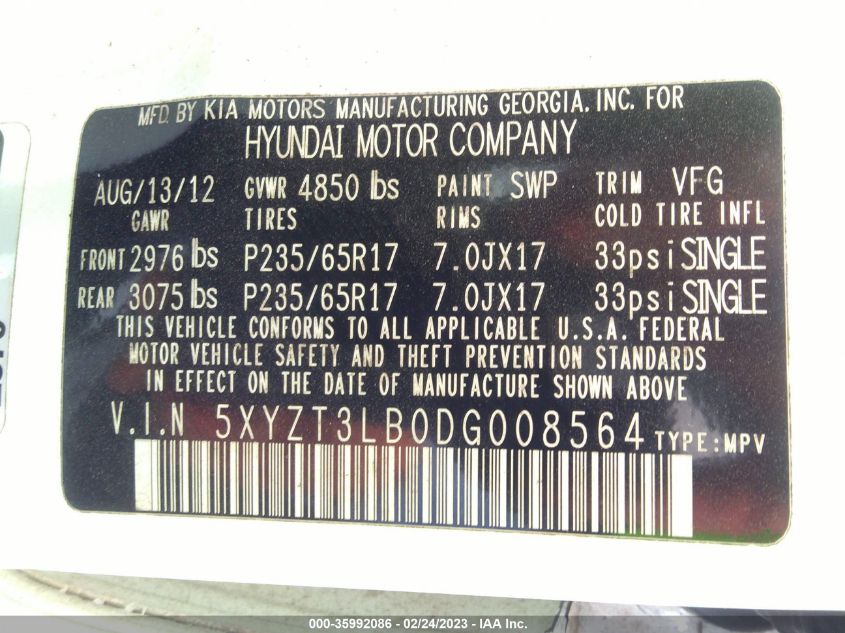 MFD. BY KIA MOTORS MANUFACTURING GEORGIA. INC. FOR
HYUNDAI MOTOR COMPANY
AUG/13/12 GVWR 4850 lbs PAINT SWP TRIM VFG
GAWR TIRES RIMS COLD TIRE INFL
FRONT 2976 lbs P235/65R17 7.0JX17 33psi SINGLE
REAR 3075 lbs P235/65R17 7.0JX17 33psi SINGLE
THIS VEHICLE CONFORMS TO ALL APPLICABLE U.S.A. FEDERAL
MOTOR VEHICLE SAFETY AND THEFT PREVENTION STANDARDS
IN EFFECT ON THE DATE OF MANUFACTURE SHOWN ABOVE
V.I.N 5XYZT3LB0DG008564 TYPE:MPV
000-35992086 - 02/24/2023 - IAA Inc.